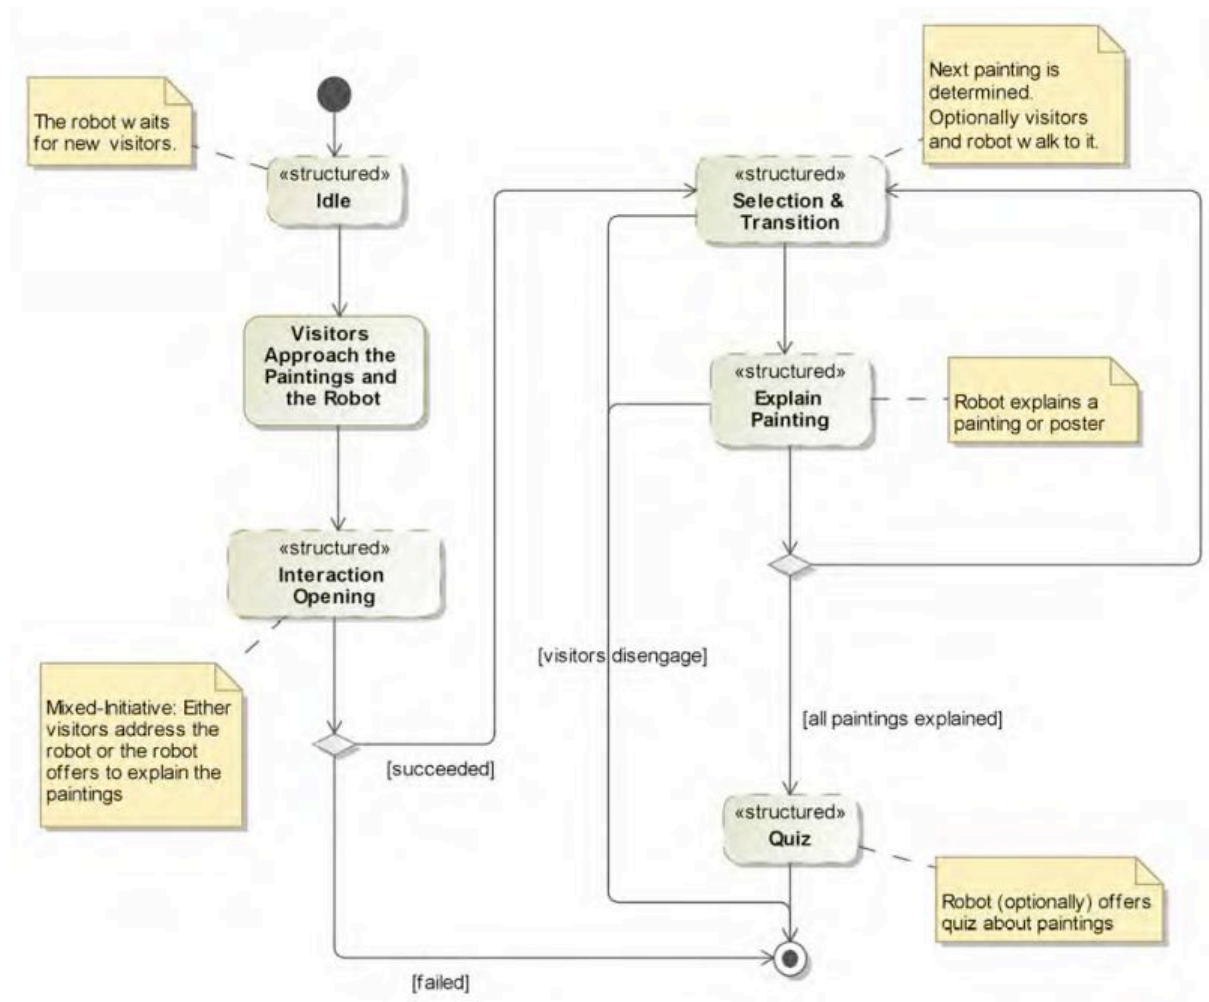 The robot waits
for new visitors.
«structured»
Idle
Visitors
Approach the
Paintings and
the Robot
«structured»
Interaction
Opening
Mixed-Initiative: Either
visitors address the
robot or the robot
offers to explain the
paintings
[succeeded]
[failed]
Next painting is
determined.
Optionally visitors
and robot walk to it.
«structured»
Selection &
Transition
«structured»
Explain
Painting
Robot explains a
painting or poster
[visitors disengage]
[all paintings explained]
«structured»
Quiz
Robot (optionally) offers
quiz about paintings